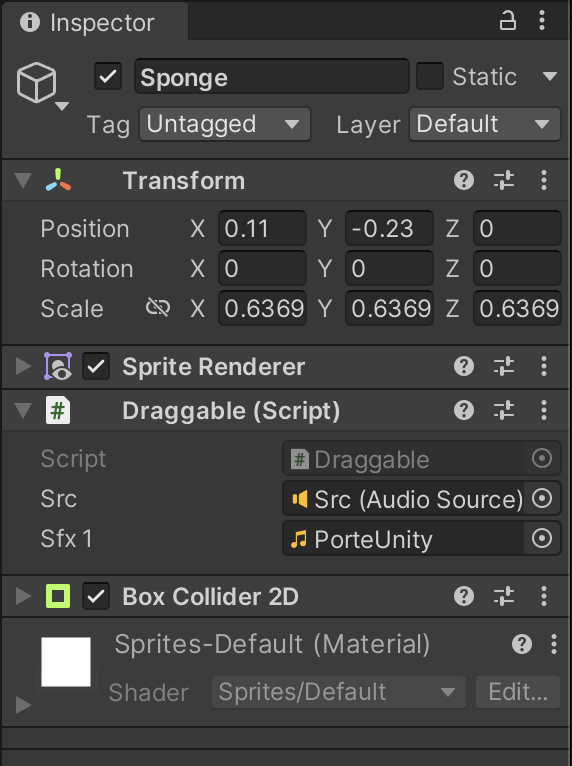 Inspector
Sponge Static
Tag Untagged Layer Default
Transform
Position X 0.11 Y -0.23 Z 0
Rotation X 0 Y 0 Z 0
Scale X 0.6369 Y 0.6369 Z 0.6369
Sprite Renderer
# Draggable (Script)
Script # Draggable
Src Src (Audio Source)
Sfx 1 PorteUnity
Box Collider 2D
Sprites-Default (Material)
Shader Sprites/Default Edit...